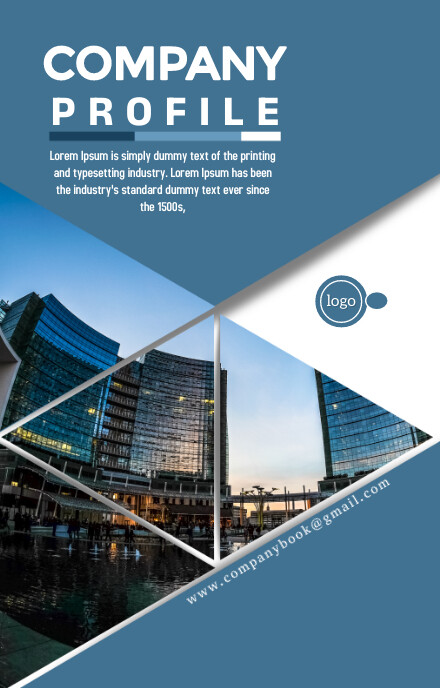 COMPANY
PROFILE
Lorem Ipsum is simply dummy text of the printing
and typesetting industry. Lorem Ipsum has been
the industry's standard dummy text ever since
the 1500s,
logo
www.companybook@gmail.com